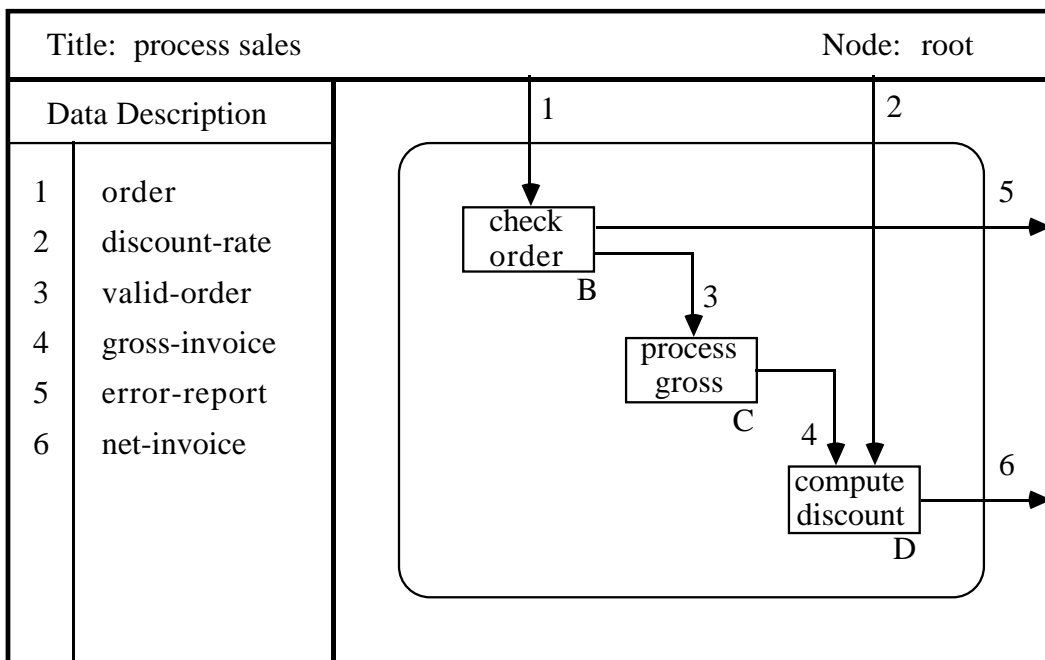 Title: process sales Node: root
Data Description
1 order
2 discount-rate
3 valid-order
4 gross-invoice
5 error-report
6 net-invoice
1
2
5
check
order
B
3
process
gross
C
4
6
compute
discount
D